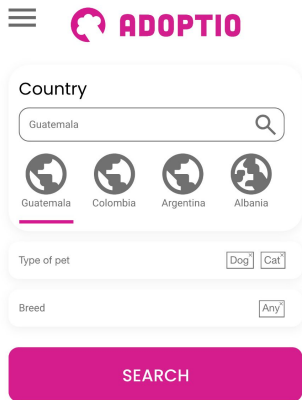 ADOPTIO
Country
Guatemala
Guatemala Colombia Argentina Albania
Type of pet Dog x Cat x
Breed Any x
SEARCH